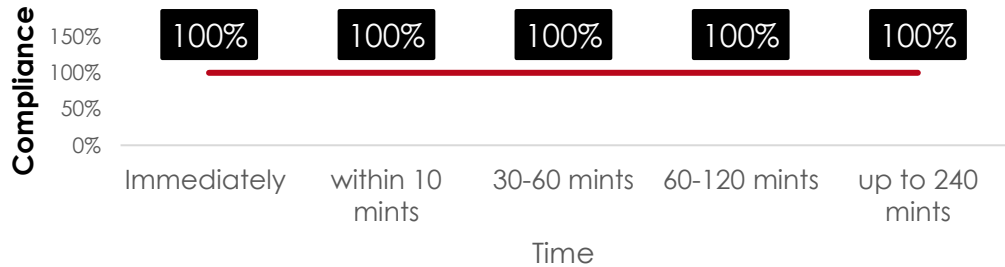 Compliance
150%
100%
50%
0%
100%
100%
100%
100%
100%
Immediately
within 10
mints
30-60 mints
60-120 mints
up to 240
mints
Time